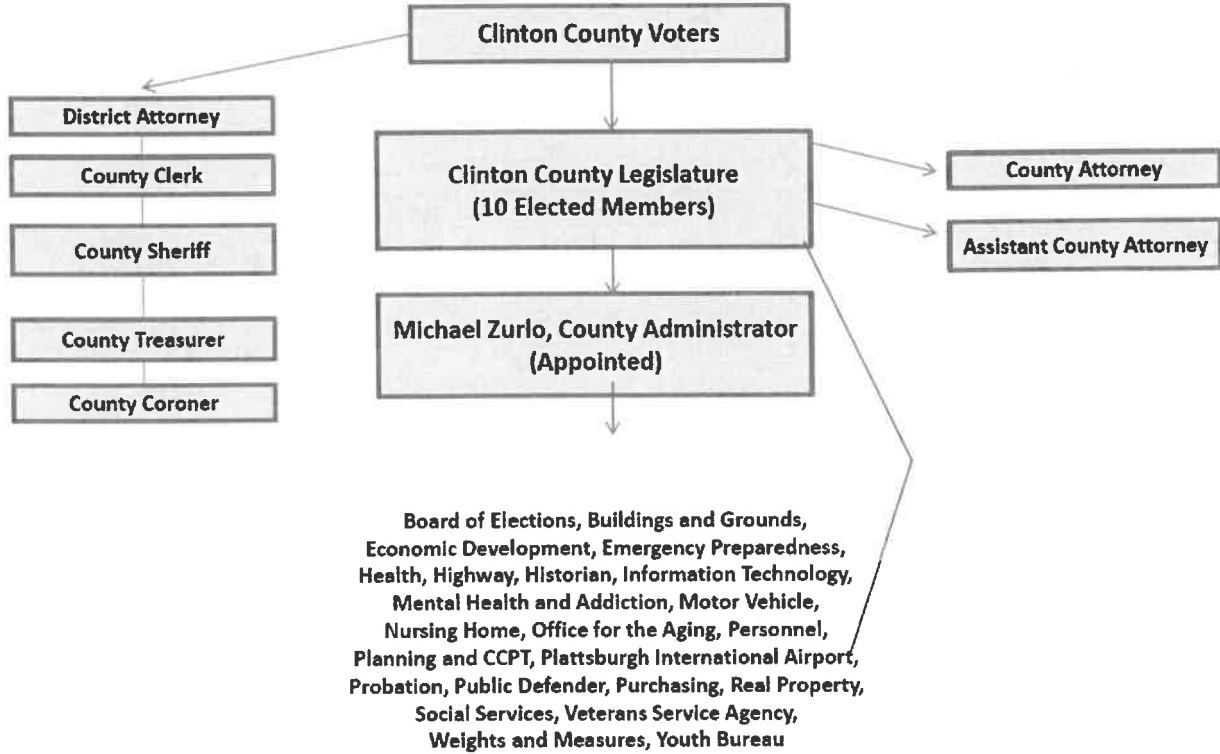 Clinton County Voters
District Attorney
County Clerk
County Sheriff
County Treasurer
County Coroner
Clinton County Legislature
(10 Elected Members)
County Attorney
Assistant County Attorney
Michael Zurlo, County Administrator
(Appointed)
Board of Elections, Buildings and Grounds,
Economic Development, Emergency Preparedness,
Health, Highway, Historian, Information Technology,
Mental Health and Addiction, Motor Vehicle,
Nursing Home, Office for the Aging, Personnel,
Planning and CCPT, Plattsburgh International Airport,
Probation, Public Defender, Purchasing, Real Property,
Social Services, Veterans Service Agency,
Weights and Measures, Youth Bureau